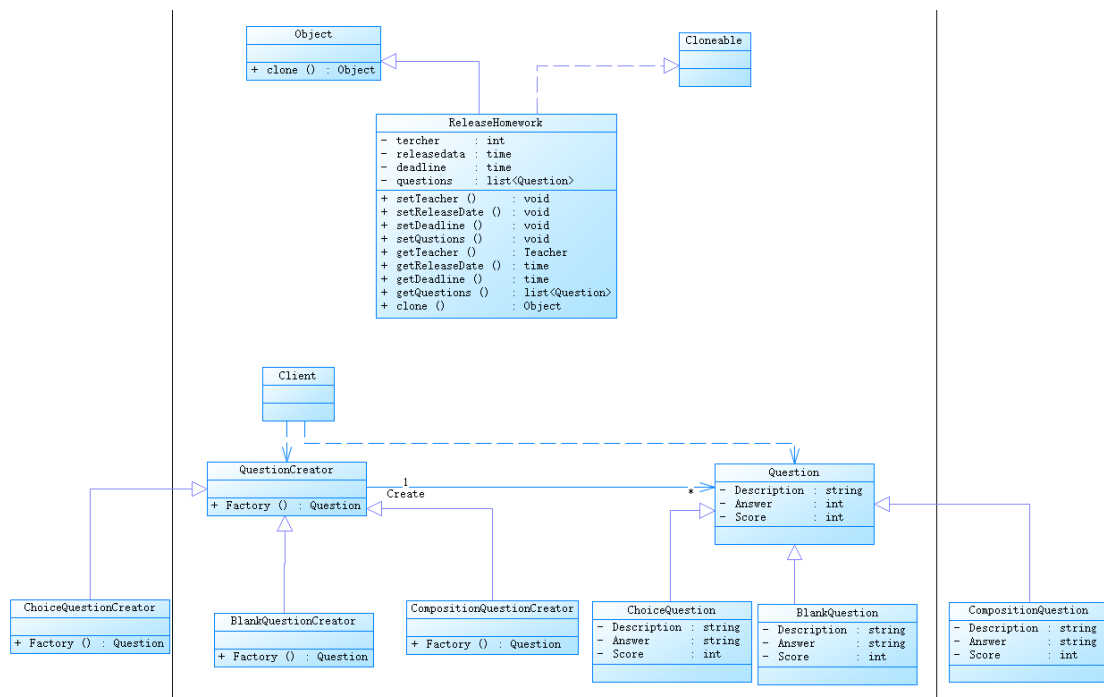 Object
+ clone () : Object
Cloneable
ReleaseHomework
- tercher : int
- releasedata : time
- deadline : time
- questions : list<Question>
+ setTeacher () : void
+ setReleaseDate () : void
+ setDeadline () : void
+ setQustions () : void
+ getTeacher () : Teacher
+ getReleaseDate () : time
+ getDeadline () : time
+ getQuestions () : list<Question>
+ clone () : Object
Client
QuestionCreator
+ Factory () : Question
1
Create
*
Question
- Description : string
- Answer : int
- Score : int
ChoiceQuestionCreator
+ Factory () : Question
BlankQuestionCreator
+ Factory () : Question
CompositionQuestionCreator
+ Factory () : Question
ChoiceQuestion
- Description : string
- Answer : string
- Score : int
BlankQuestion
- Description : string
- Answer : string
- Score : int
CompositionQuestion
- Description : string
- Answer : string
- Score : int